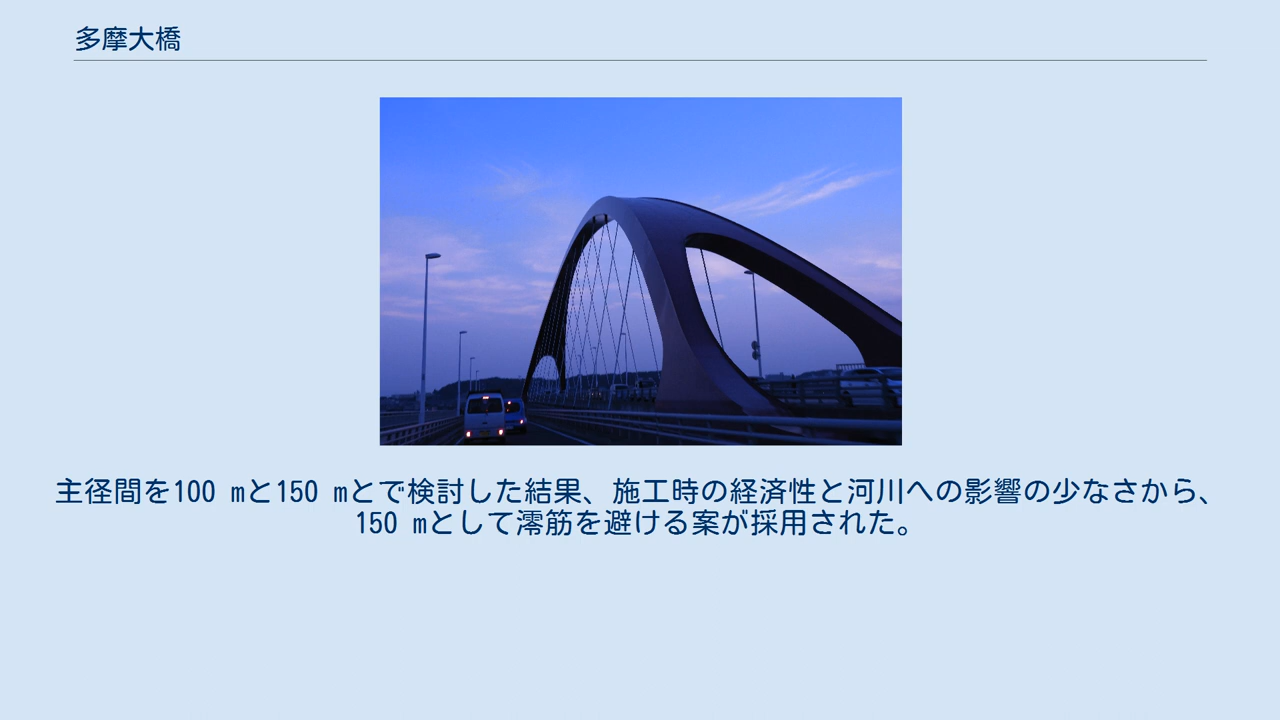 多摩大橋
主径間を100 mと150 mとで検討した結果、施工時の経済性と河川への影響の少なさから、
150 mとして澪筋を避ける案が採用された。